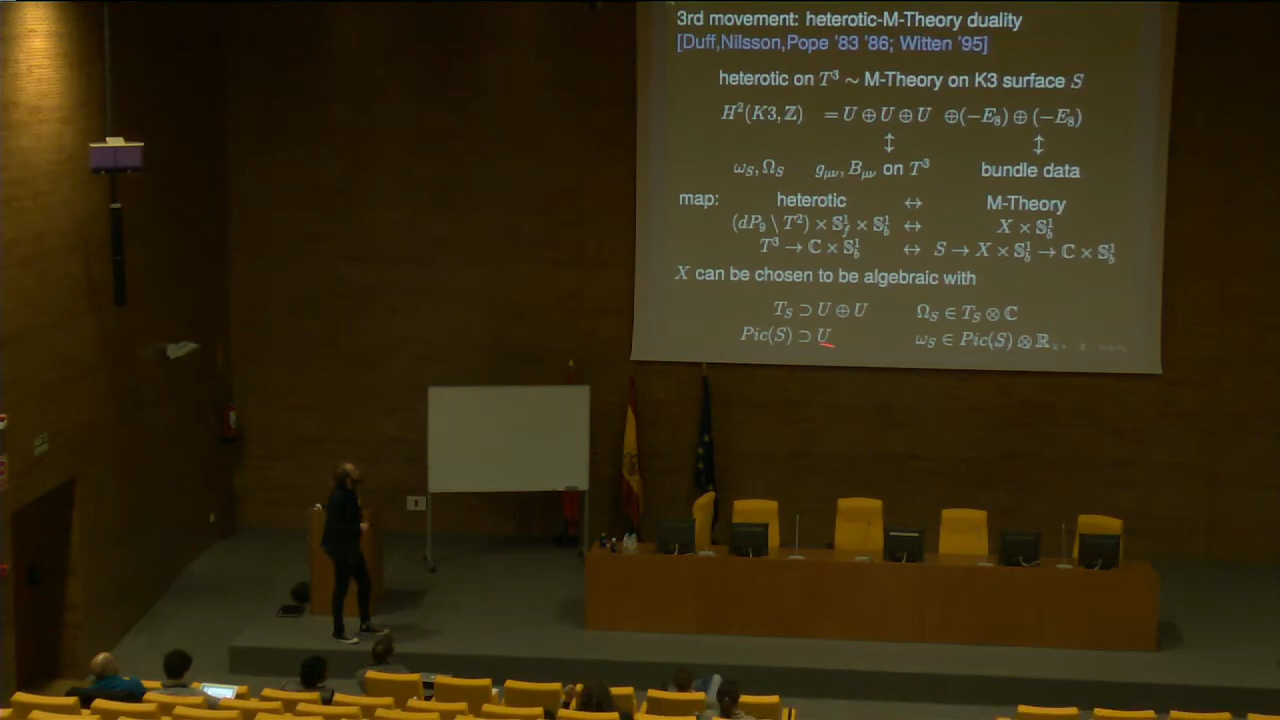 3rd movement: heterotic-M-Theory duality
[Duff,Nilsson,Pope '83 '86; Witten '95]
heterotic on T³ ∼ M-Theory on K3 surface S
H²(K3, ℤ) = U ⊕ U ⊕ U ⊕(−E₈) ⊕ (−E₈)
↕ ↕
ω_S, Ω_S g_μν, B_μν on T³ bundle data
map: heterotic ↔ M-Theory
(dP₉ \ T²) × 𝕊¹_f × 𝕊¹_b ↔ X × 𝕊¹_b
T³ → ℂ × 𝕊¹_b ↔ S → X × 𝕊¹_b → ℂ × 𝕊¹_b
X can be chosen to be algebraic with
T_S ⊃ U ⊕ U Ω_S ∈ T_S ⊗ ℂ
Pic(S) ⊃ U ω_S ∈ Pic(S) ⊗ ℝ